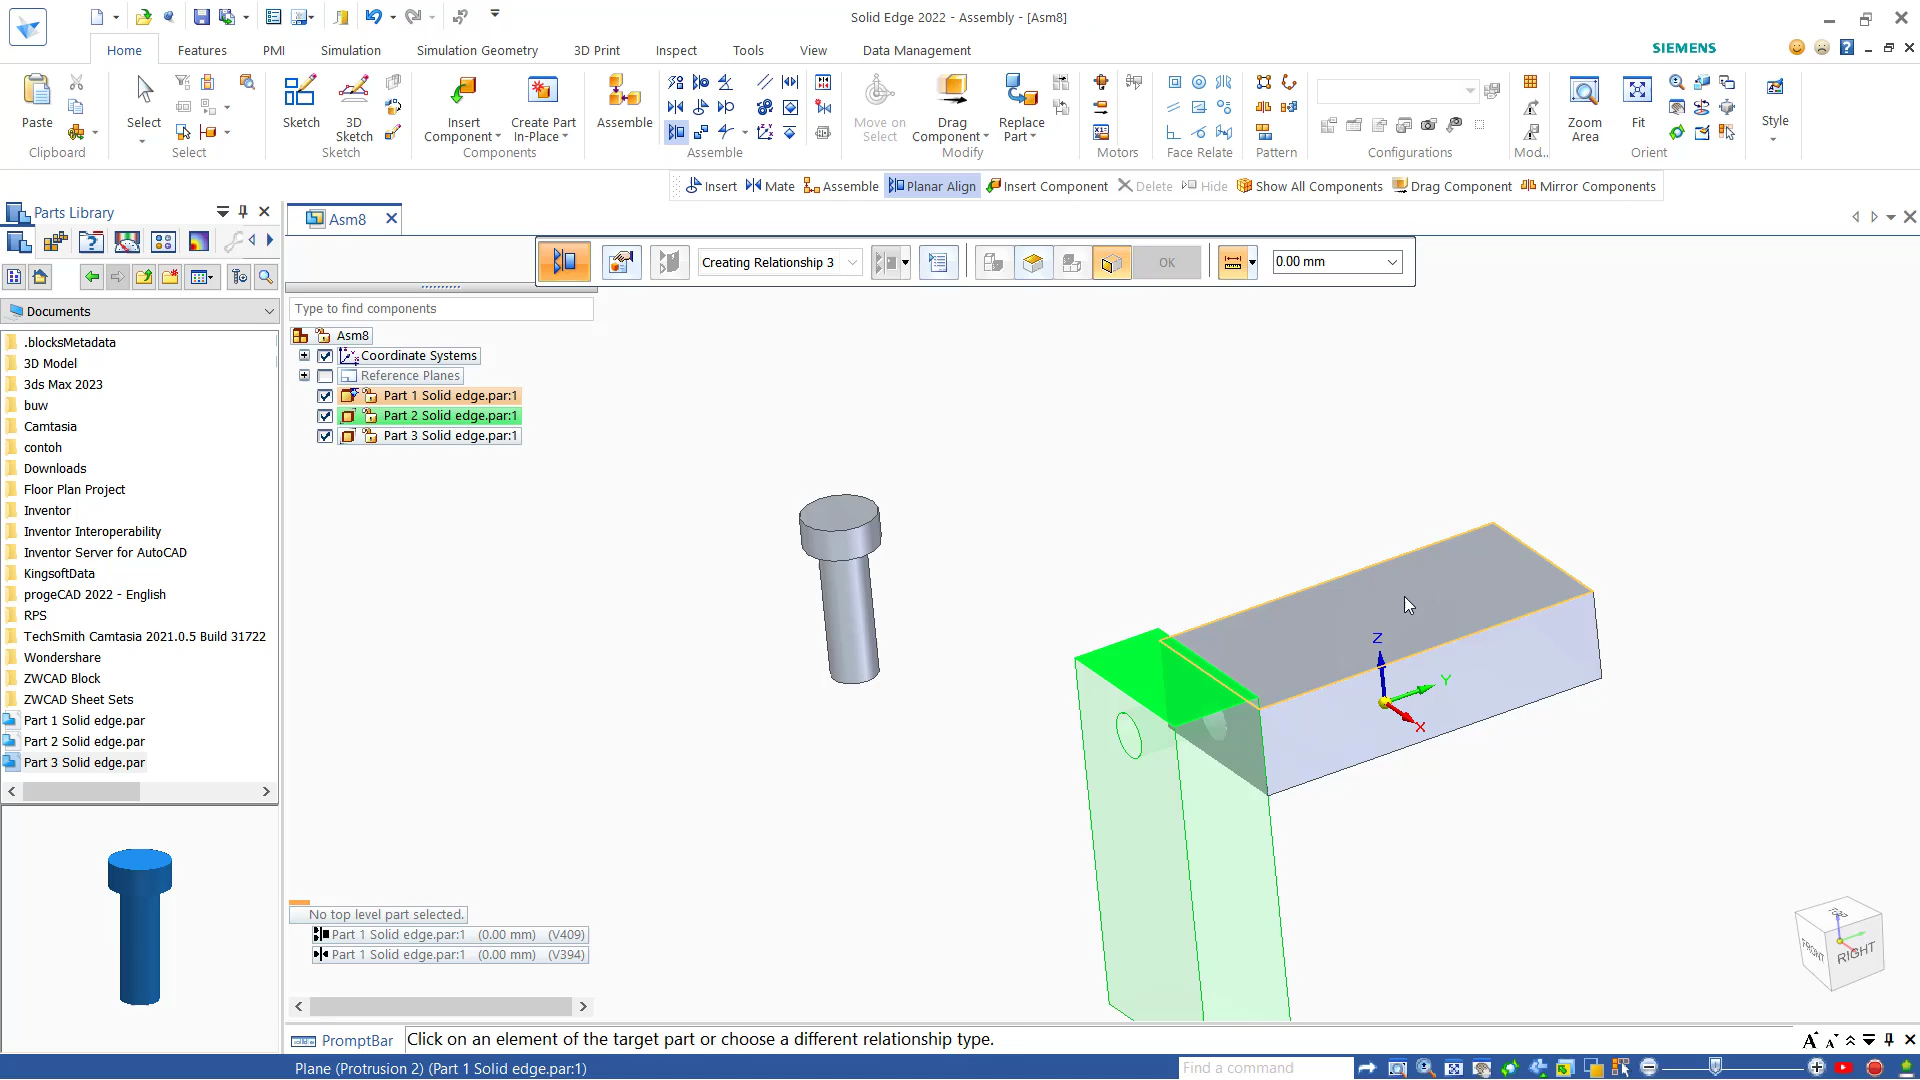 Solid Edge 2022 - Assembly - [Asm8]
Home
Features
PMI
Simulation
Simulation Geometry
3D Print
Inspect
Tools
View
Data Management
SIEMENS
Paste
Clipboard
Select
Select
Sketch
3D Sketch
Sketch
Insert Component
Create Part In-Place
Components
Assemble
Assemble
Move on Select
Drag Component
Replace Part
Modify
Motors
Face Relate
Pattern
Configurations
Mod...
Zoom Area
Fit
Orient
Style
Insert
Mate
Assemble
Planar Align
Insert Component
Delete
Hide
Show All Components
Drag Component
Mirror Components
Parts Library
Asm8
Creating Relationship 3
OK
0.00 mm
Documents
.blocksMetadata
3D Model
3ds Max 2023
buw
Camtasia
contoh
Downloads
Floor Plan Project
Inventor
Inventor Interoperability
Inventor Server for AutoCAD
KingsoftData
progeCAD 2022 - English
RPS
TechSmith Camtasia 2021.0.5 Build 31722
Wondershare
ZWCAD Block
ZWCAD Sheet Sets
Part 1 Solid edge.par
Part 2 Solid edge.par
Part 3 Solid edge.par
Type to find components
Asm8
Coordinate Systems
Reference Planes
Part 1 Solid edge.par:1
Part 2 Solid edge.par:1
Part 3 Solid edge.par:1
Z
Y
X
No top level part selected.
Part 1 Solid edge.par:1 (0.00 mm) (V409)
Part 1 Solid edge.par:1 (0.00 mm) (V394)
TOP
FRONT
RIGHT
PromptBar
Click on an element of the target part or choose a different relationship type.
Plane (Protrusion 2) (Part 1 Solid edge.par:1)
Find a command